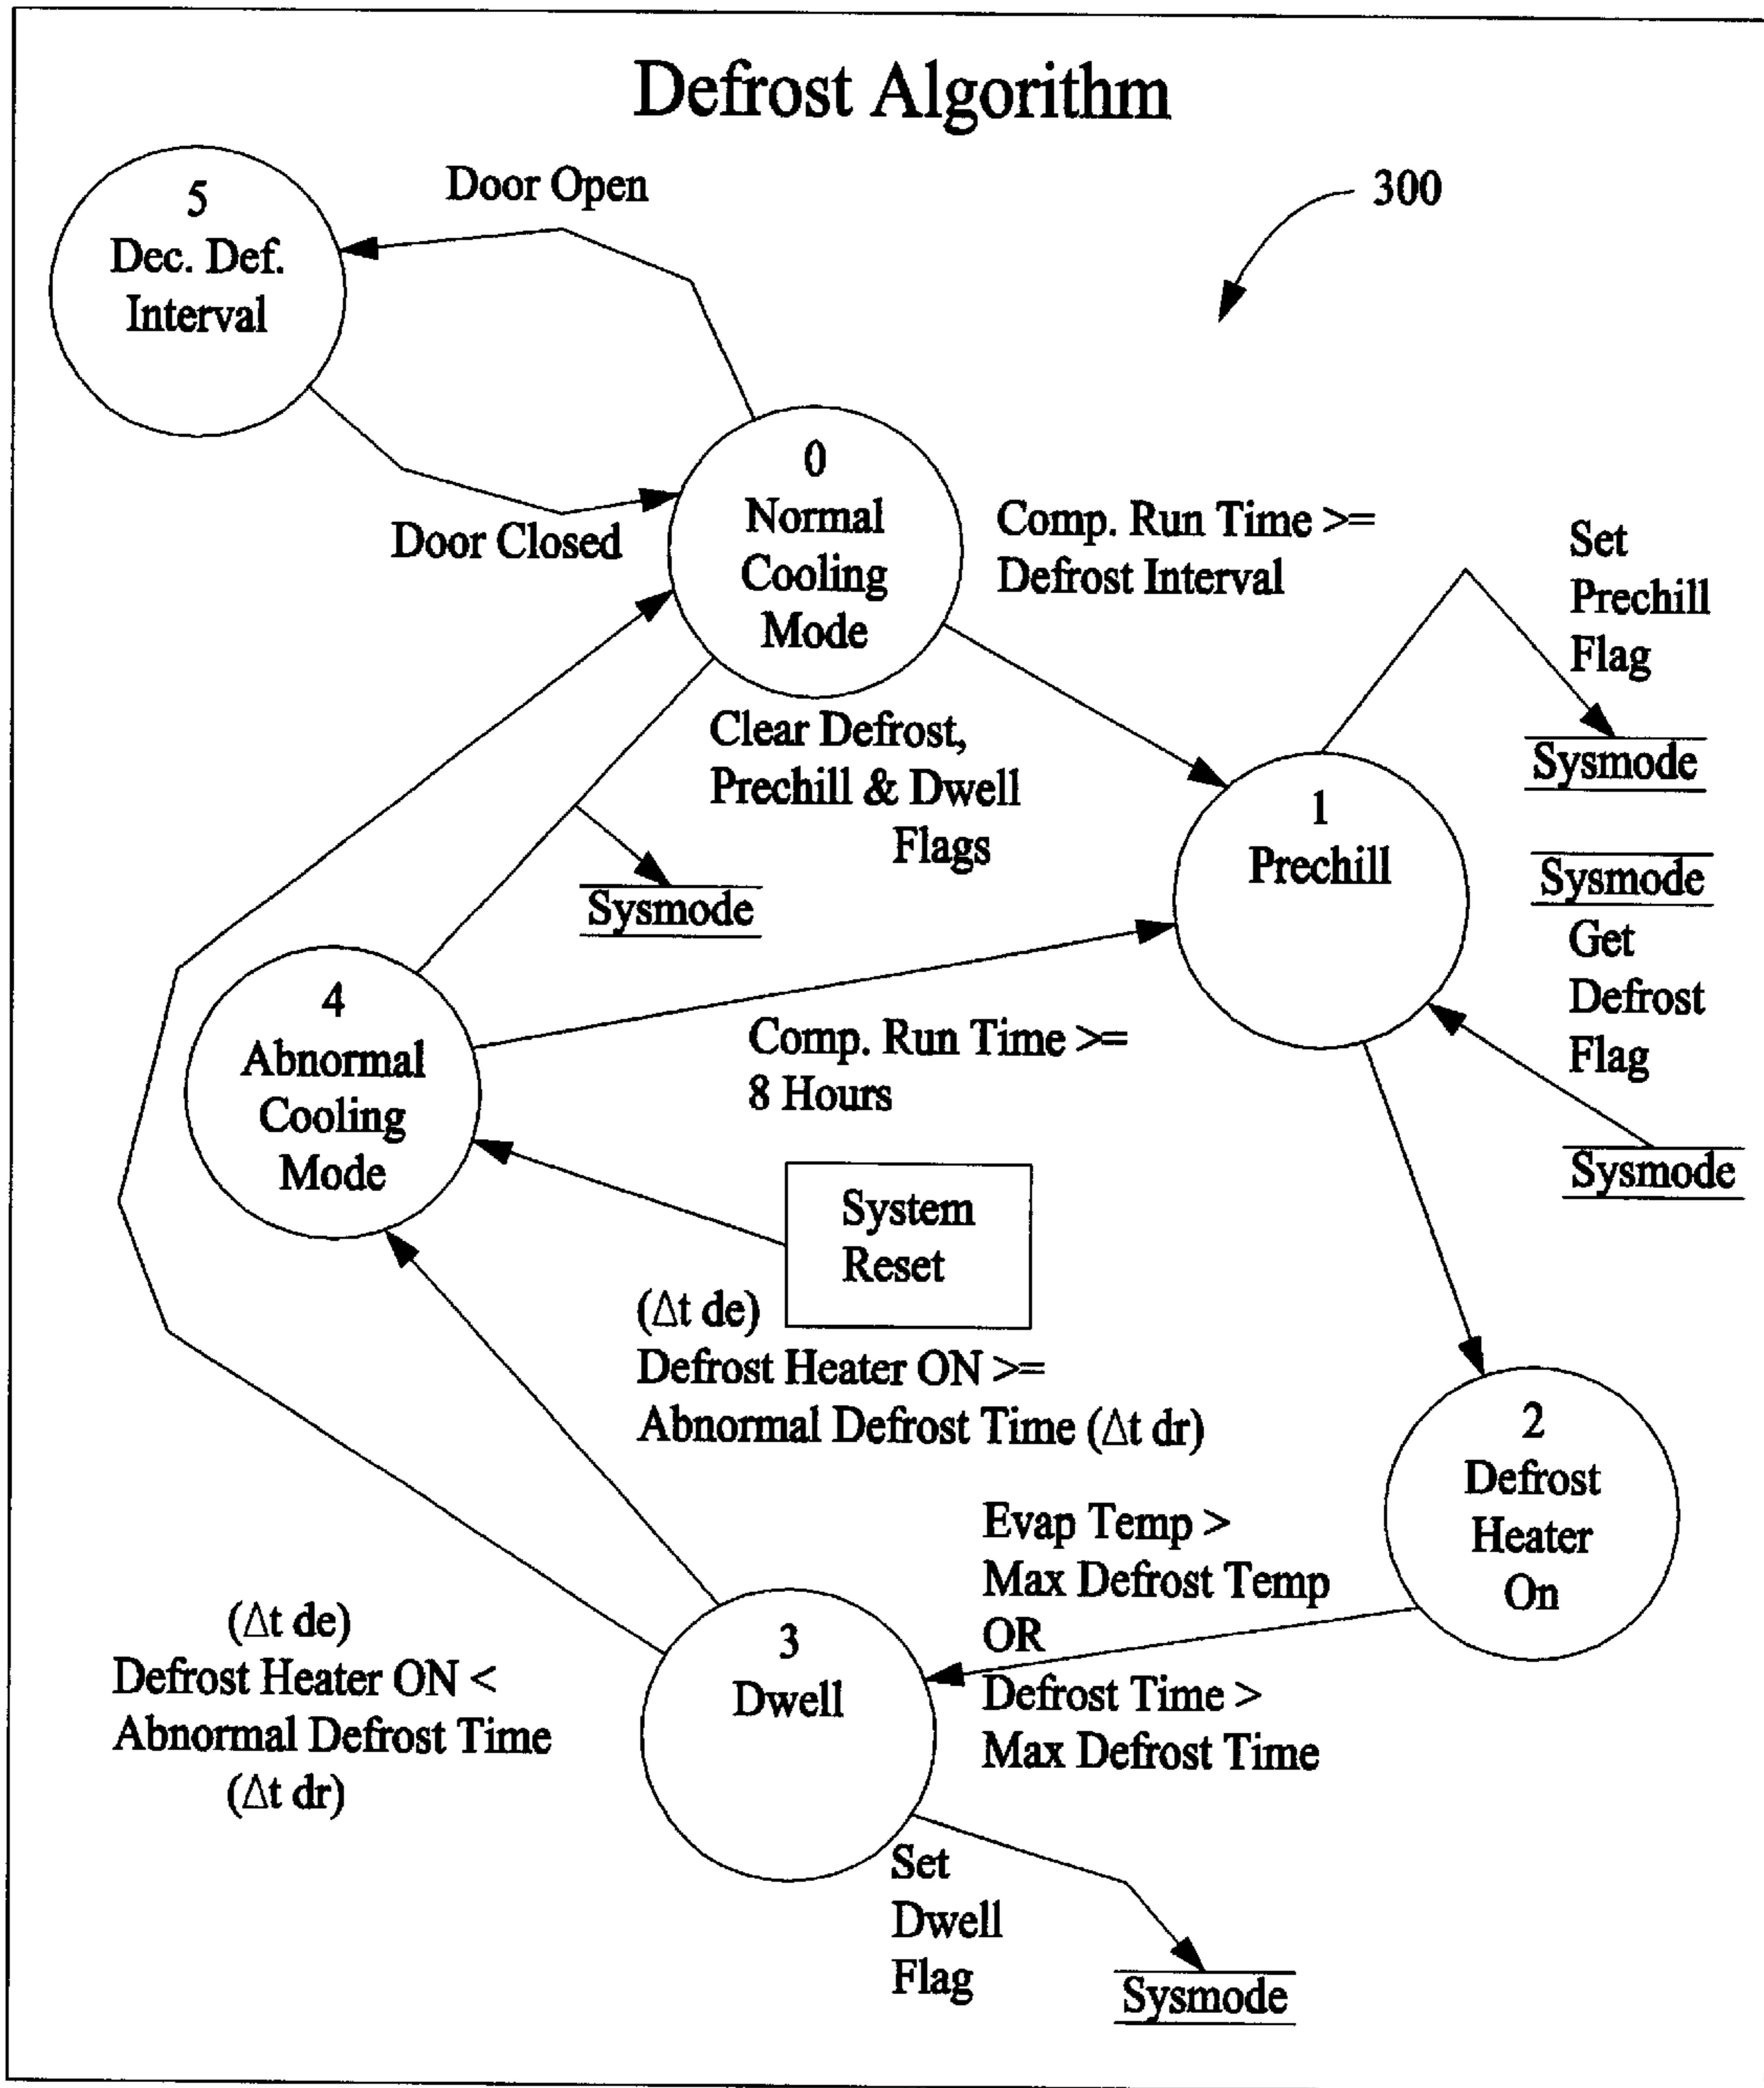 Defrost Algorithm
300
5
Dec. Def.
Interval
Door Open
Door Closed
0
Normal
Cooling
Mode
Comp. Run Time >=
Defrost Interval
Set
Prechill
Flag
Sysmode
Clear Defrost,
Prechill & Dwell
Flags
Sysmode
1
Prechill
Sysmode
Get
Defrost
Flag
Sysmode
4
Abnormal
Cooling
Mode
Comp. Run Time >=
8 Hours
System
Reset
(Δt de)
Defrost Heater ON >=
Abnormal Defrost Time (Δt dr)
2
Defrost
Heater
On
Evap Temp >
Max Defrost Temp
OR
Defrost Time >
Max Defrost Time
3
Dwell
(Δt de)
Defrost Heater ON <
Abnormal Defrost Time
(Δt dr)
Set
Dwell
Flag
Sysmode